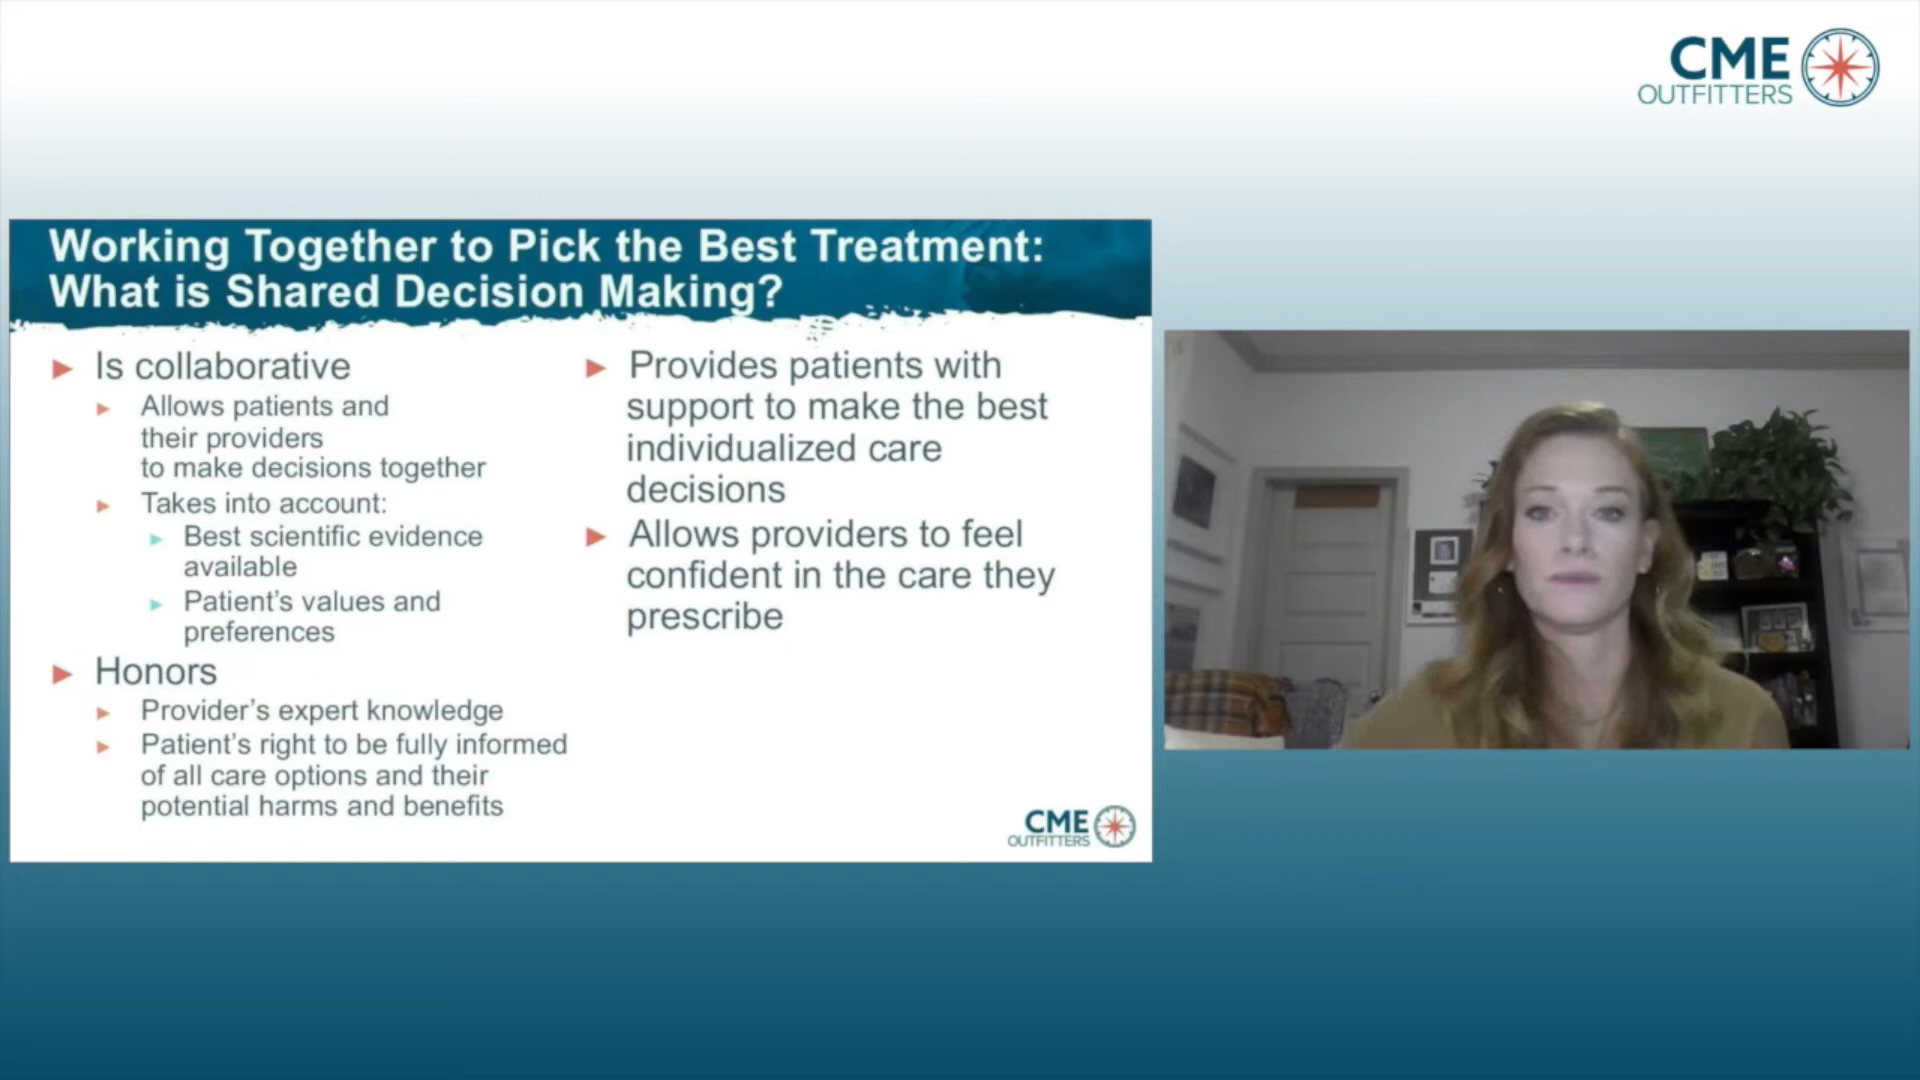 CME
OUTFITTERS
Working Together to Pick the Best Treatment:
What is Shared Decision Making?
Is collaborative
Allows patients and
their providers
to make decisions together
Takes into account:
Best scientific evidence
available
Patient's values and
preferences
Honors
Provider's expert knowledge
Patient's right to be fully informed
of all care options and their
potential harms and benefits
Provides patients with
support to make the best
individualized care
decisions
Allows providers to feel
confident in the care they
prescribe
CME
OUTFITTERS